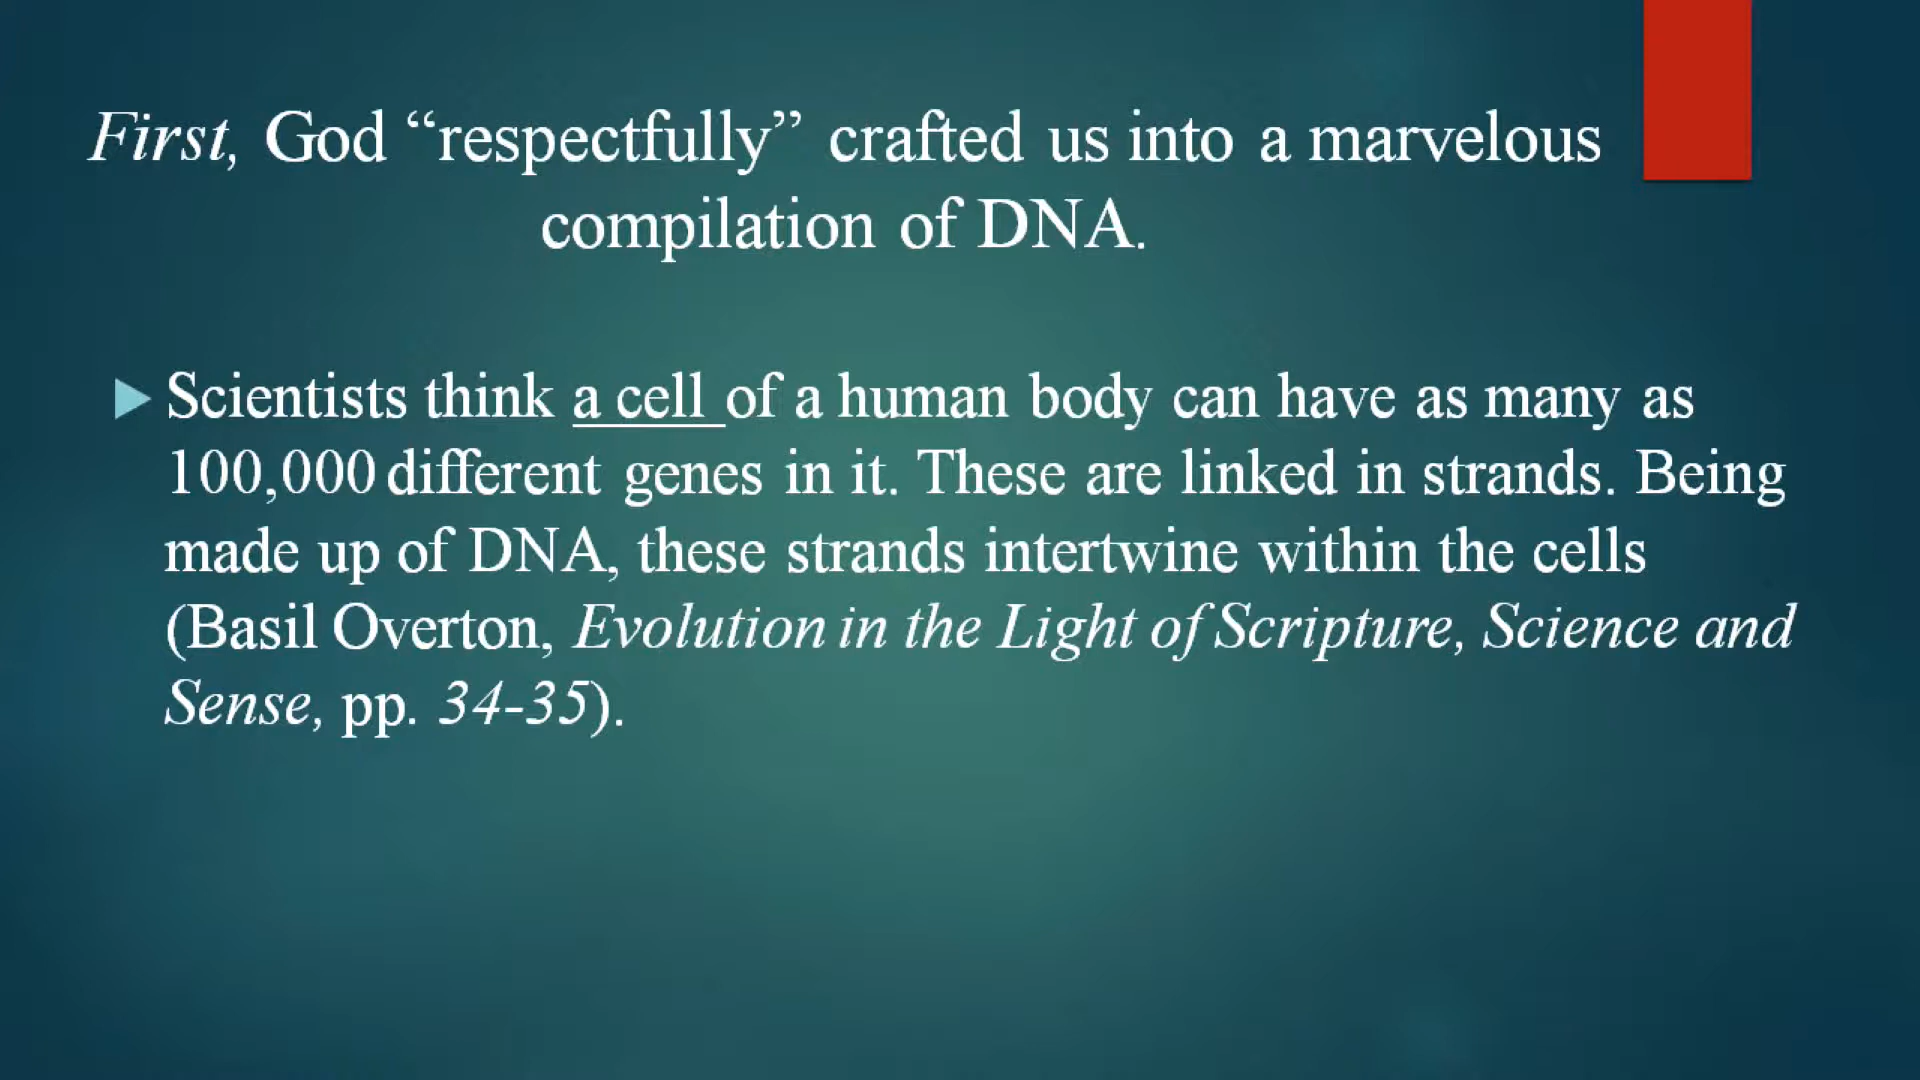 First, God “respectfully” crafted us into a marvelous
compilation of DNA.
Scientists think a cell of a human body can have as many as
100,000 different genes in it. These are linked in strands. Being
made up of DNA, these strands intertwine within the cells
(Basil Overton, Evolution in the Light of Scripture, Science and
Sense, pp. 34-35).